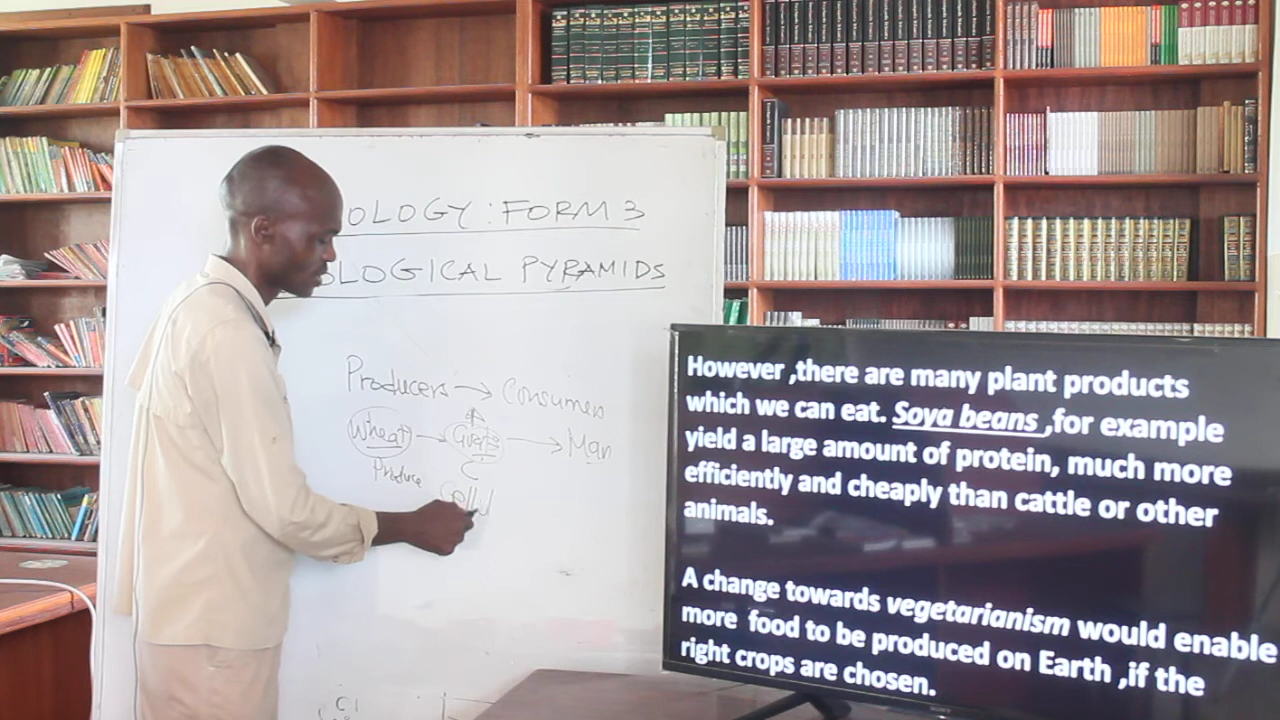 OLOGY: FORM 3
OLOGICAL PYRAMIDS
Producers → Consumers
Wheat → Goats → Man
Produce
However ,there are many plant products
which we can eat. Soya beans ,for example
yield a large amount of protein, much more
efficiently and cheaply than cattle or other
animals.
A change towards vegetarianism would enable
more food to be produced on Earth ,if the
right crops are chosen.
SONY